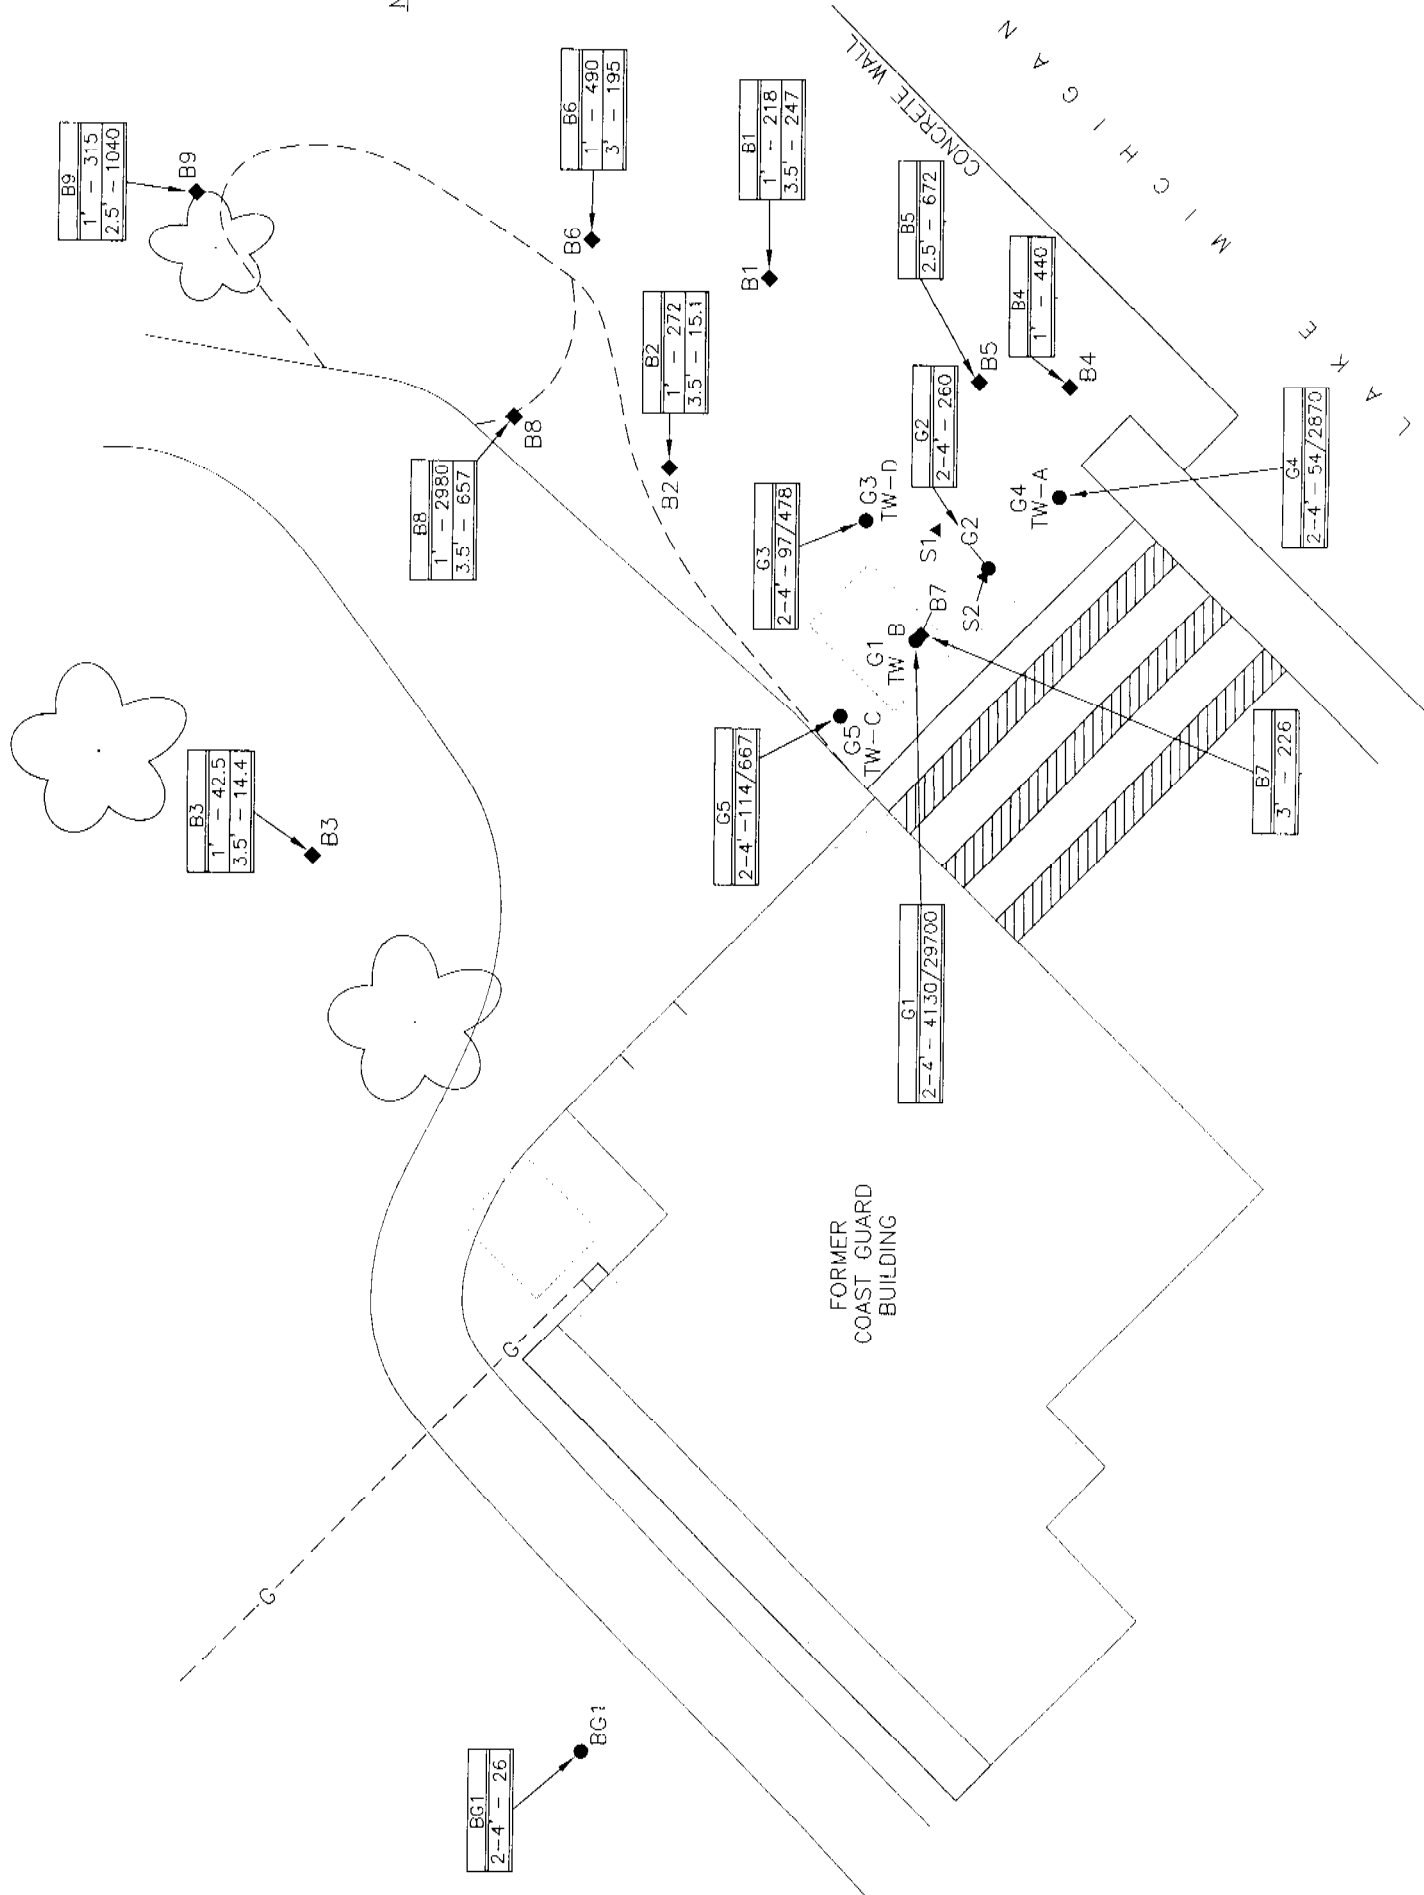 B9
1' - 315
2.5' - 1040
B9
B6
1' - 490
3' - 195
B6
B1
1' - 218
3.5' - 247
B1
CONCRETE WALL
LAKE MICHIGAN
B5
2.5' - 672
B5
B4
1' - 440
B4
B2
1' - 272
3.5' - 15.1
B2
B8
1' - 2980
3.5' - 657
B8
G2
2-4' - 260
G2
G3
2-4' - 97/478
G3
TW-D
S1
S2
G4
TW-A
G4
2-4' - 54/2870
B7
G1
TW B
G5
TW-C
G5
2-4' -114/667
B7
3' - 226
G1
2-4' - 4130/29700
B3
1' - 42.5
3.5' - 14.4
B3
G
G
FORMER
COAST GUARD
BUILDING
BG1
2-4' - 26
BG1